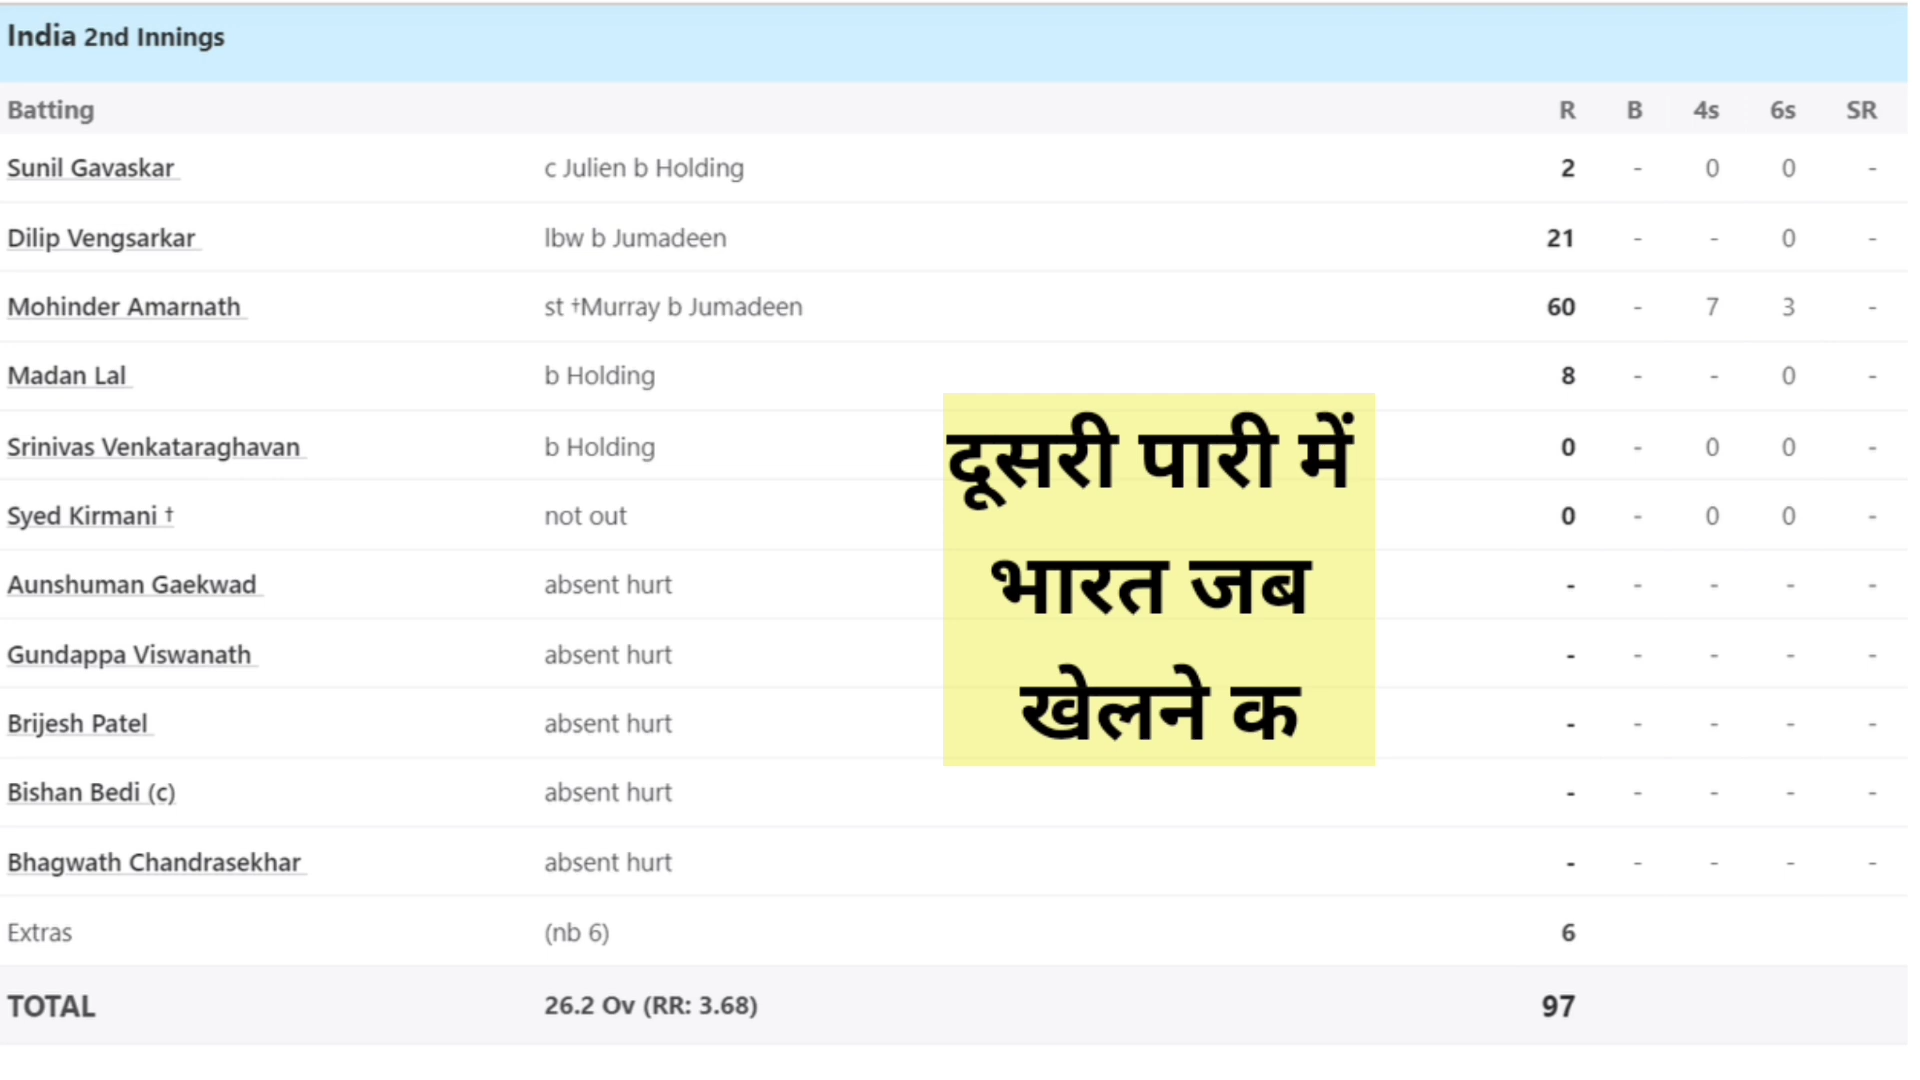 India 2nd Innings
Batting R B 4s 6s SR
Sunil Gavaskar c Julien b Holding 2 - 0 0 -
Dilip Vengsarkar lbw b Jumadeen 21 - - 0 -
Mohinder Amarnath st †Murray b Jumadeen 60 - 7 3 -
Madan Lal b Holding 8 - - 0 -
Srinivas Venkataraghavan b Holding 0 - 0 0 -
Syed Kirmani † not out 0 - 0 0 -
Aunshuman Gaekwad absent hurt - - - - -
Gundappa Viswanath absent hurt - - - - -
Brijesh Patel absent hurt - - - - -
Bishan Bedi (c) absent hurt - - - - -
Bhagwath Chandrasekhar absent hurt - - - - -
Extras (nb 6) 6
TOTAL 26.2 Ov (RR: 3.68) 97
दूसरी पारी में
भारत जब
खेलने क